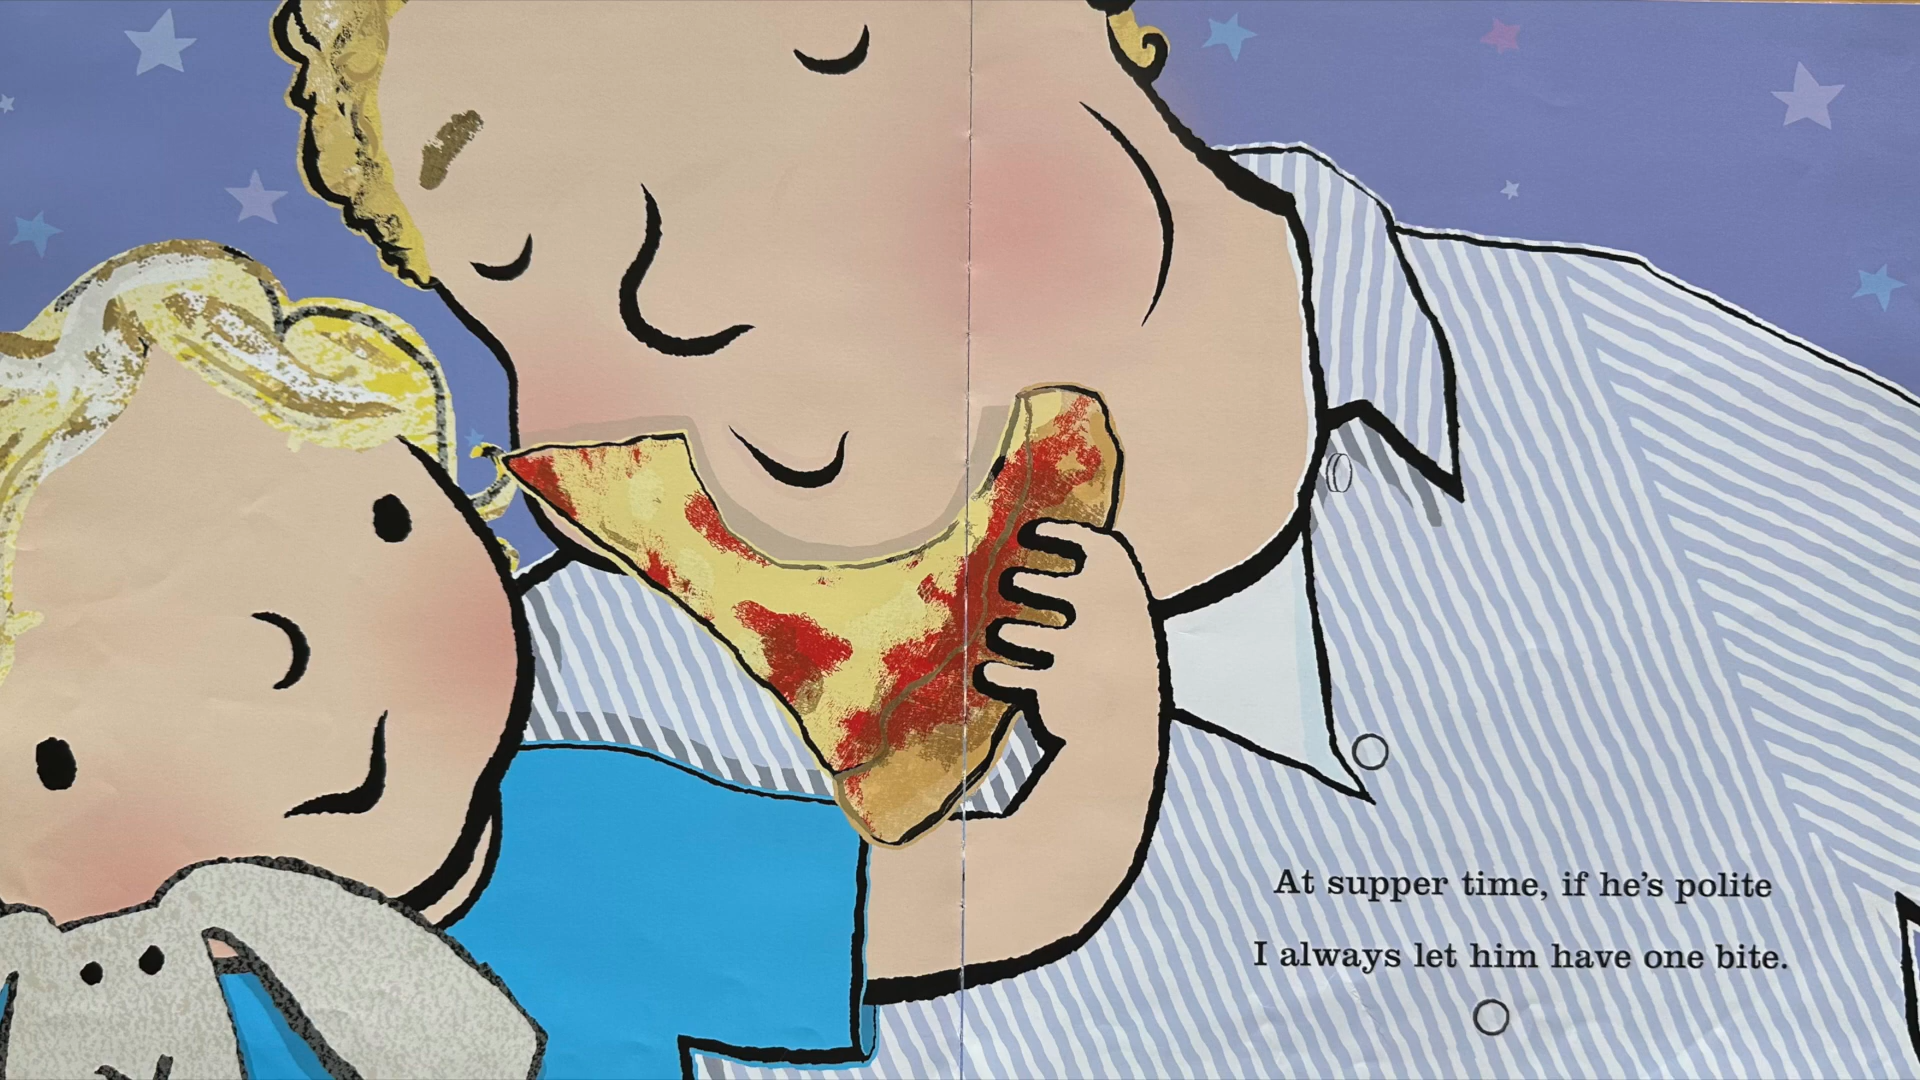 At supper time, if he's polite
I always let him have one bite.